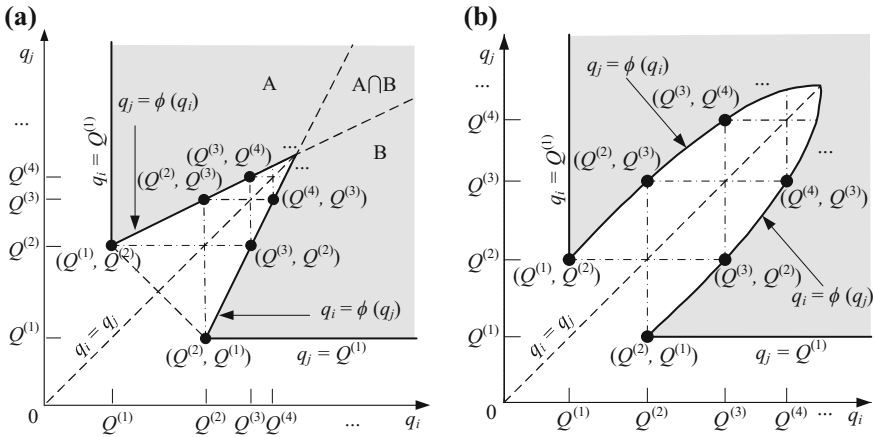 (a)
q_j
A
A∩B
B
q_j = ϕ (q_i)
q_i = Q^(1)
...
Q^(4)
Q^(3)
Q^(2)
Q^(1)
0
(Q^(3), Q^(4))
...
(Q^(2), Q^(3))
...
(Q^(4), Q^(3))
(Q^(1), Q^(2))
(Q^(3), Q^(2))
q_i = q_j
q_i = ϕ (q_j)
(Q^(2), Q^(1))
q_j = Q^(1)
Q^(1) Q^(2) Q^(3) Q^(4) ... q_i
(b)
q_j
q_j = ϕ (q_i)
...
...
(Q^(3), Q^(4))
Q^(4)
q_i = Q^(1)
(Q^(2), Q^(3))
...
Q^(3)
(Q^(4), Q^(3))
Q^(2)
(Q^(1), Q^(2))
(Q^(3), Q^(2))
q_i = ϕ (q_j)
q_i = q_j
Q^(1)
(Q^(2), Q^(1))
q_j = Q^(1)
0
Q^(1) Q^(2) Q^(3) Q^(4) ... q_i